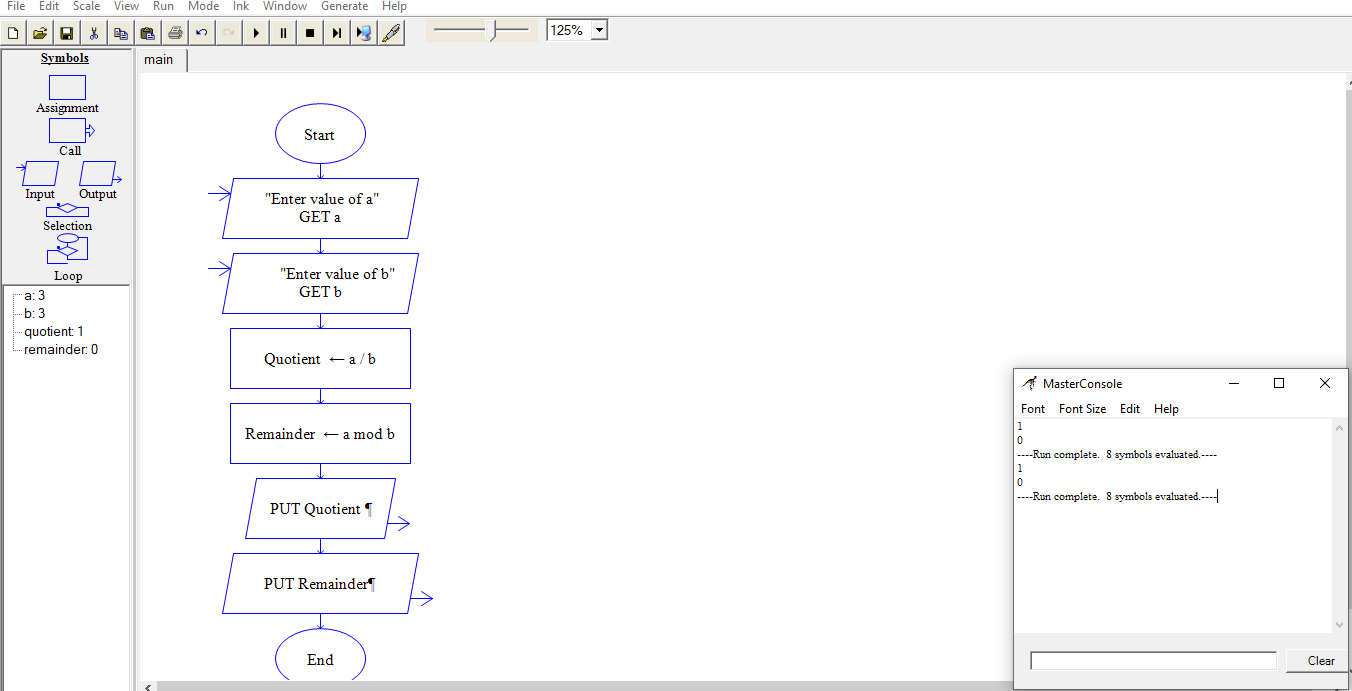 File Edit Scale View Run Mode Ink Window Generate Help
125%
Symbols
Assignment
Call
Input Output
Selection
Loop
a: 3
b: 3
quotient: 1
remainder: 0
main
Start
"Enter value of a"
GET a
"Enter value of b"
GET b
Quotient ← a / b
Remainder ← a mod b
PUT Quotient ¶
PUT Remainder¶
End
MasterConsole
Font Font Size Edit Help
1
0
----Run complete. 8 symbols evaluated.----
1
0
----Run complete. 8 symbols evaluated.----
Clear